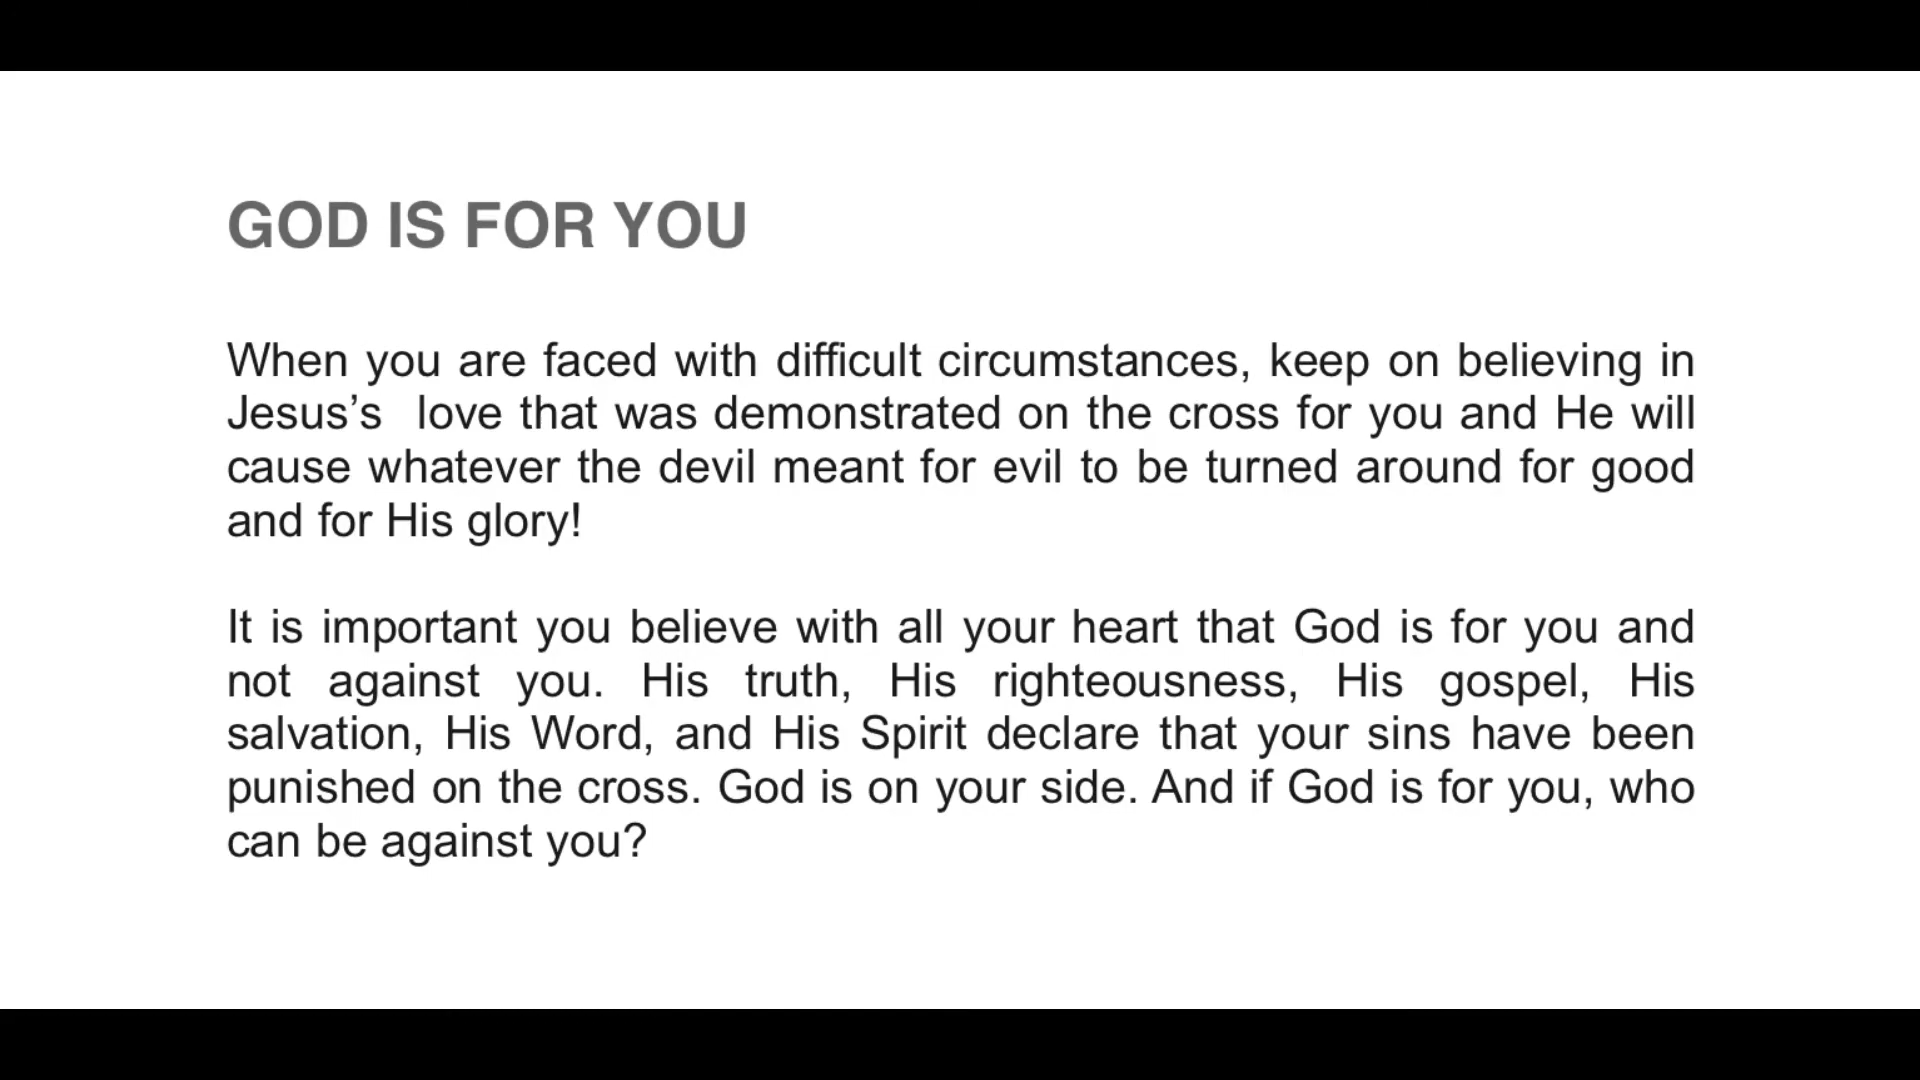 GOD IS FOR YOU
When you are faced with difficult circumstances, keep on believing in
Jesus’s  love that was demonstrated on the cross for you and He will
cause whatever the devil meant for evil to be turned around for good
and for His glory!
It is important you believe with all your heart that God is for you and
not against you. His truth, His righteousness, His gospel, His
salvation, His Word, and His Spirit declare that your sins have been
punished on the cross. God is on your side. And if God is for you, who
can be against you?